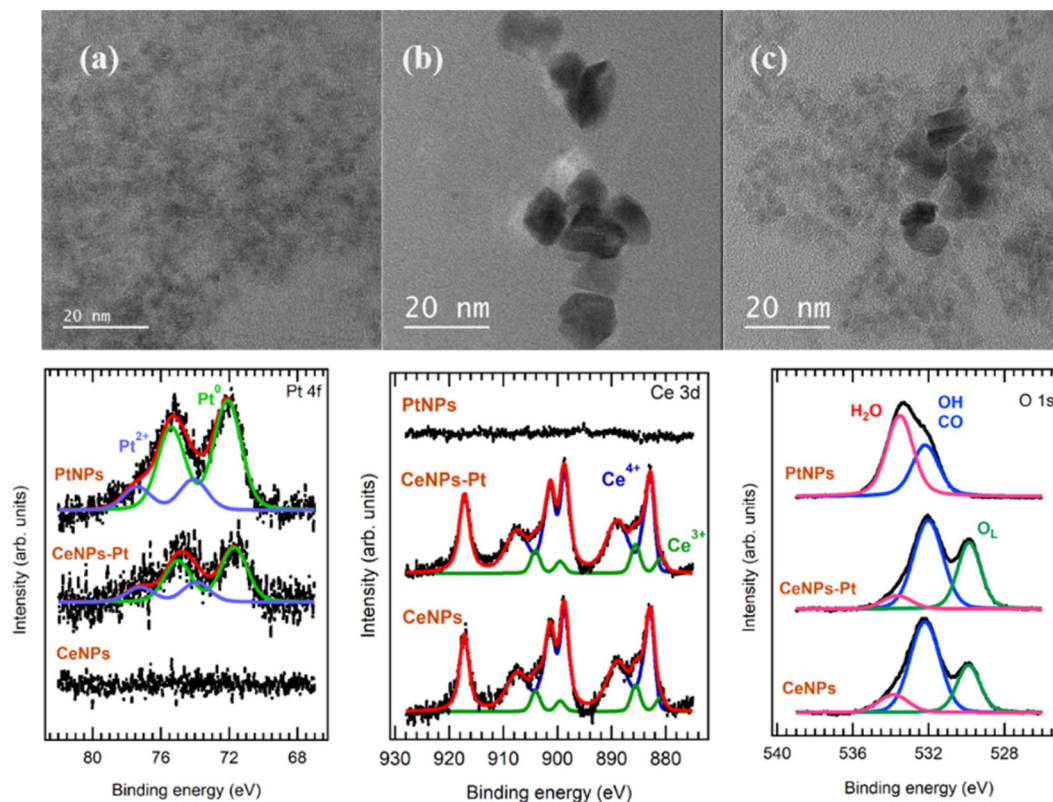 (a)
(b)
(c)
20 nm
20 nm
20 nm
Pt 4f
Pt0
Pt2+
PtNPs
CeNPs-Pt
CeNPs
Intensity (arb. units)
80 76 72 68
Binding energy (eV)
Ce 3d
PtNPs
CeNPs-Pt
Ce4+
Ce3+
CeNPs
Intensity (arb. units)
930 920 910 900 890 880
Binding energy (eV)
O 1s
H2O
OH
CO
PtNPs
OL
CeNPs-Pt
CeNPs
Intensity (arb. units)
540 536 532 528
Binding energy (eV)